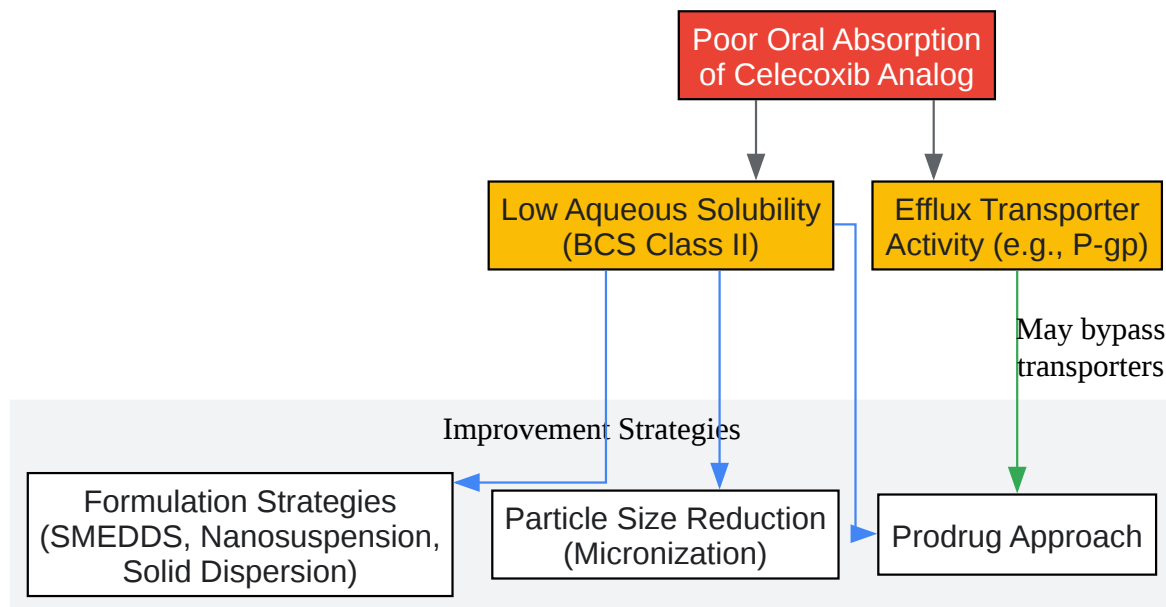 Poor Oral Absorption
of Celecoxib Analog
Low Aqueous Solubility
(BCS Class II)
Efflux Transporter
Activity (e.g., P-gp)
May bypass
transporters
Improvement Strategies
Formulation Strategies
(SMEDDS, Nanosuspension,
Solid Dispersion)
Particle Size Reduction
(Micronization)
Prodrug Approach